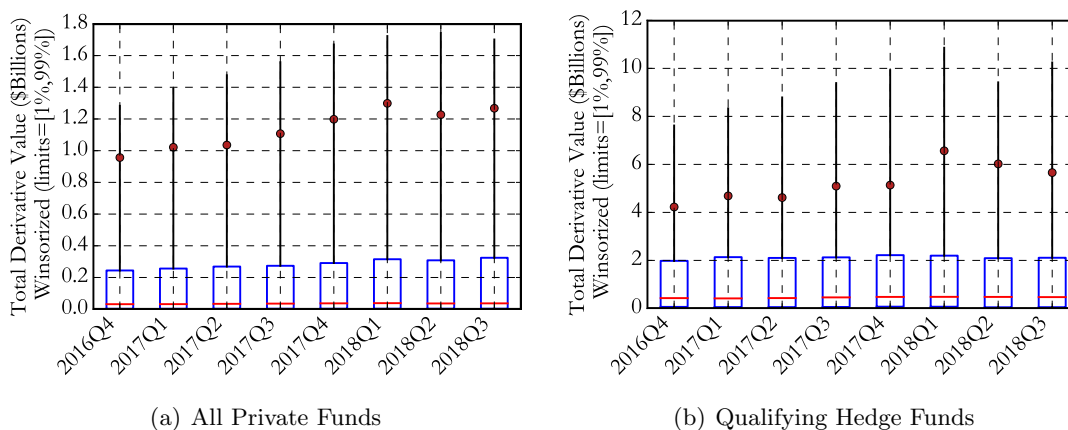 Total Derivative Value ($Billions)
Winsorized (limits=[1%,99%])
1.8
1.6
1.4
1.2
1.0
0.8
0.6
0.4
0.2
0.0
2016Q4
2017Q1
2017Q2
2017Q3
2017Q4
2018Q1
2018Q2
2018Q3
(a) All Private Funds
Total Derivative Value ($Billions)
Winsorized (limits=[1%,99%])
12
10
8
6
4
2
0
2016Q4
2017Q1
2017Q2
2017Q3
2017Q4
2018Q1
2018Q2
2018Q3
(b) Qualifying Hedge Funds